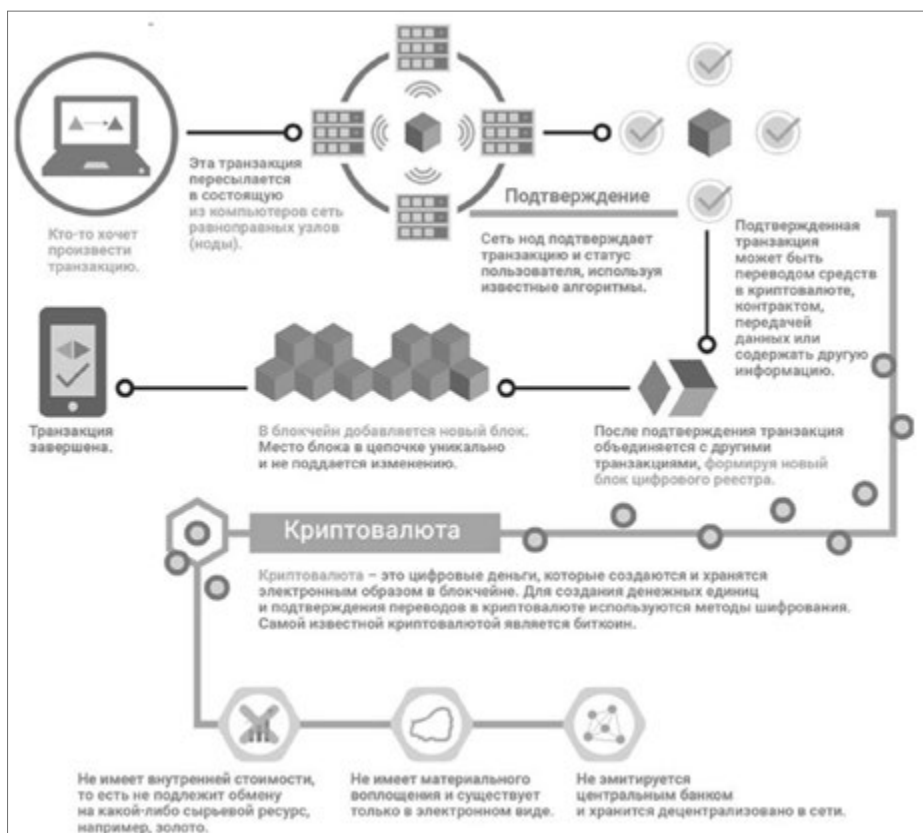 Кто-то хочет
произвести
транзакцию.
Эта транзакция
пересылается
в состоящую
из компьютеров сеть
равноправных узлов
(ноды).
Подтверждение
Сеть нод подтверждает
транзакцию и статус
пользователя, используя
известные алгоритмы.
Подтвержденная
транзакция
может быть
переводом средств
в криптовалюте,
контрактом,
передачей
данных или
содержать другую
информацию.
После подтверждения транзакция
объединяется с другими
транзакциями, формируя новый
блок цифрового реестра.
В блокчейн добавляется новый блок.
Место блока в цепочке уникально
и не поддается изменению.
Транзакция
завершена.
Криптовалюта
Криптовалюта – это цифровые деньги, которые создаются и хранятся
электронным образом в блокчейне. Для создания денежных единиц
и подтверждения переводов в криптовалюте используются методы шифрования.
Самой известной криптовалютой является биткоин.
Не имеет внутренней стоимости,
то есть не подлежит обмену
на какой-либо сырьевой ресурс,
например, золото.
Не имеет материального
воплощения и существует
только в электронном виде.
Не эмитируется
центральным банком
и хранится децентрализовано в сети.